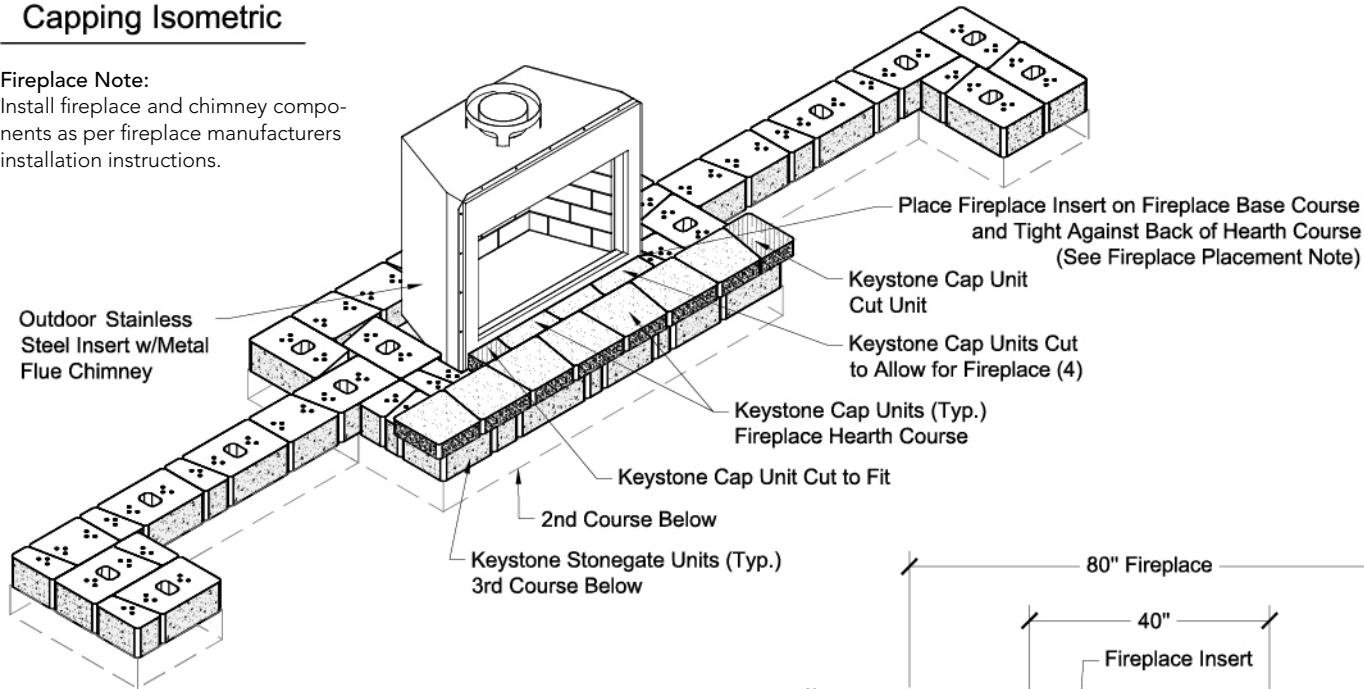 Capping Isometric
Fireplace Note:
Install fireplace and chimney compo-
nents as per fireplace manufacturers
installation instructions.
Place Fireplace Insert on Fireplace Base Course
and Tight Against Back of Hearth Course
(See Fireplace Placement Note)
Keystone Cap Unit
Cut Unit
Outdoor Stainless
Steel Insert w/Metal
Flue Chimney
Keystone Cap Units Cut
to Allow for Fireplace (4)
Keystone Cap Units (Typ.)
Fireplace Hearth Course
Keystone Cap Unit Cut to Fit
2nd Course Below
Keystone Stonegate Units (Typ.)
3rd Course Below
80" Fireplace
40"
Fireplace Insert